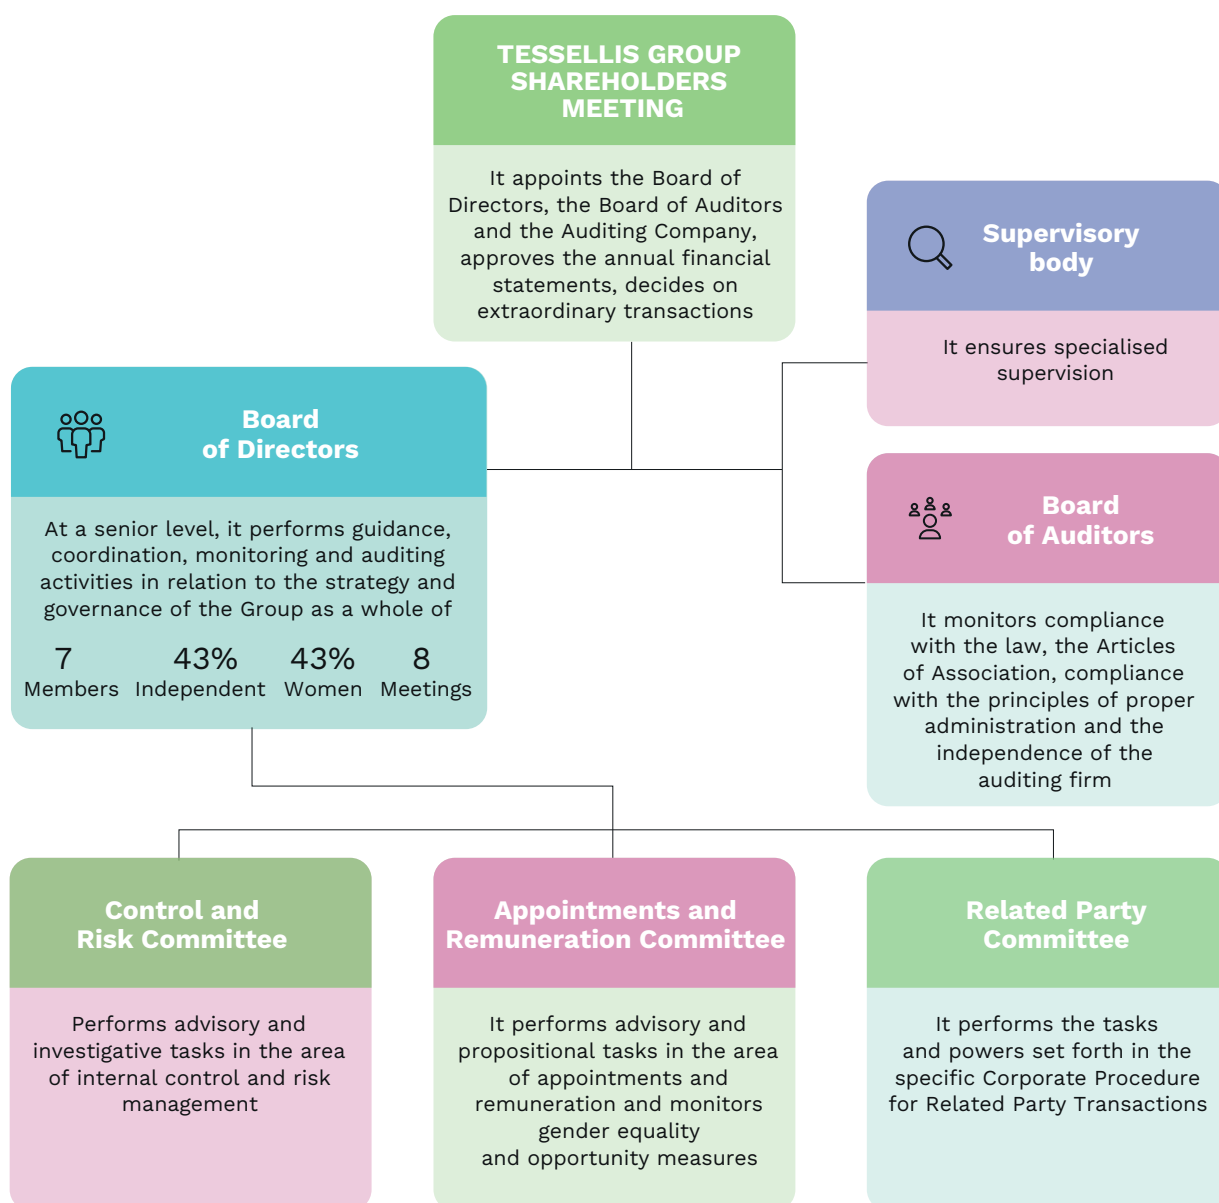 TESSELLIS GROUP
SHAREHOLDERS
MEETING
It appoints the Board of
Directors, the Board of Auditors
and the Auditing Company,
approves the annual financial
statements, decides on
extraordinary transactions
Supervisory
body
It ensures specialised
supervision
Board
of Directors
At a senior level, it performs guidance,
coordination, monitoring and auditing
activities in relation to the strategy and
governance of the Group as a whole of
7 43% 43% 8
Members Independent Women Meetings
Board
of Auditors
It monitors compliance
with the law, the Articles
of Association, compliance
with the principles of proper
administration and the
independence of the
auditing firm
Control and
Risk Committee
Performs advisory and
investigative tasks in the area
of internal control and risk
management
Appointments and
Remuneration Committee
It performs advisory and
propositional tasks in the area
of appointments and
remuneration and monitors
gender equality
and opportunity measures
Related Party
Committee
It performs the tasks
and powers set forth in the
specific Corporate Procedure
for Related Party Transactions